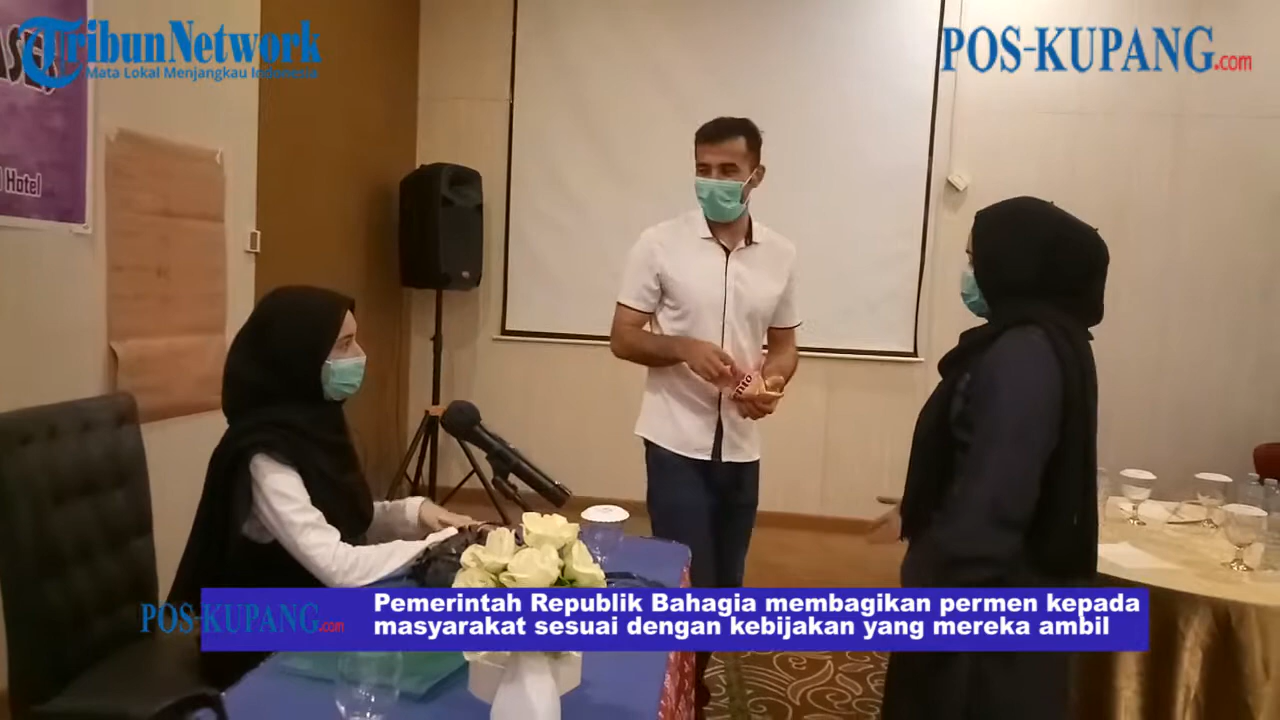 TribunNetwork
Mata Lokal Menjangkau Indonesia
POS-KUPANG.com
Hotel
nto
POS-KUPANG.com
Pemerintah Republik Bahagia membagikan permen kepada
masyarakat sesuai dengan kebijakan yang mereka ambil